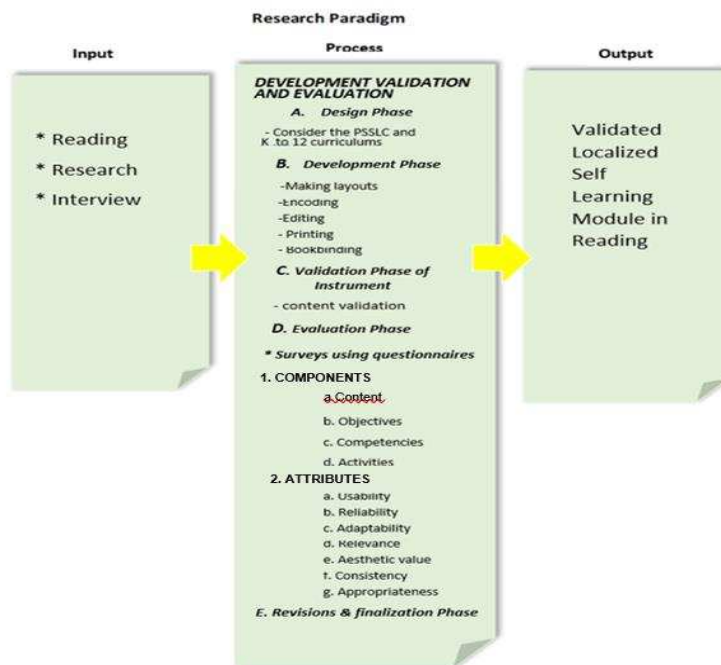 Research Paradigm
Input
* Reading
* Research
* Interview
Process
DEVELOPMENT VALIDATION
AND EVALUATION
A. Design Phase
- Consider the PSSLC and
K to 12 curriculums
B. Development Phase
-Making layouts
-Encoding
-Editing
- Printing
- Bookbinding
C. Validation Phase of
Instrument
- content validation
D. Evaluation Phase
* Surveys using questionnaires
1. COMPONENTS
a.Content
b. Objectives
c. Competencies
d. Activities
2. ATTRIBUTES
a. Usability
b. Reliability
c. Adaptability
d. Relevance
e. Aesthetic value
f. Consistency
g. Appropriateness
E. Revisions & finalization Phase
Output
Validated
Localized
Self
Learning
Module in
Reading